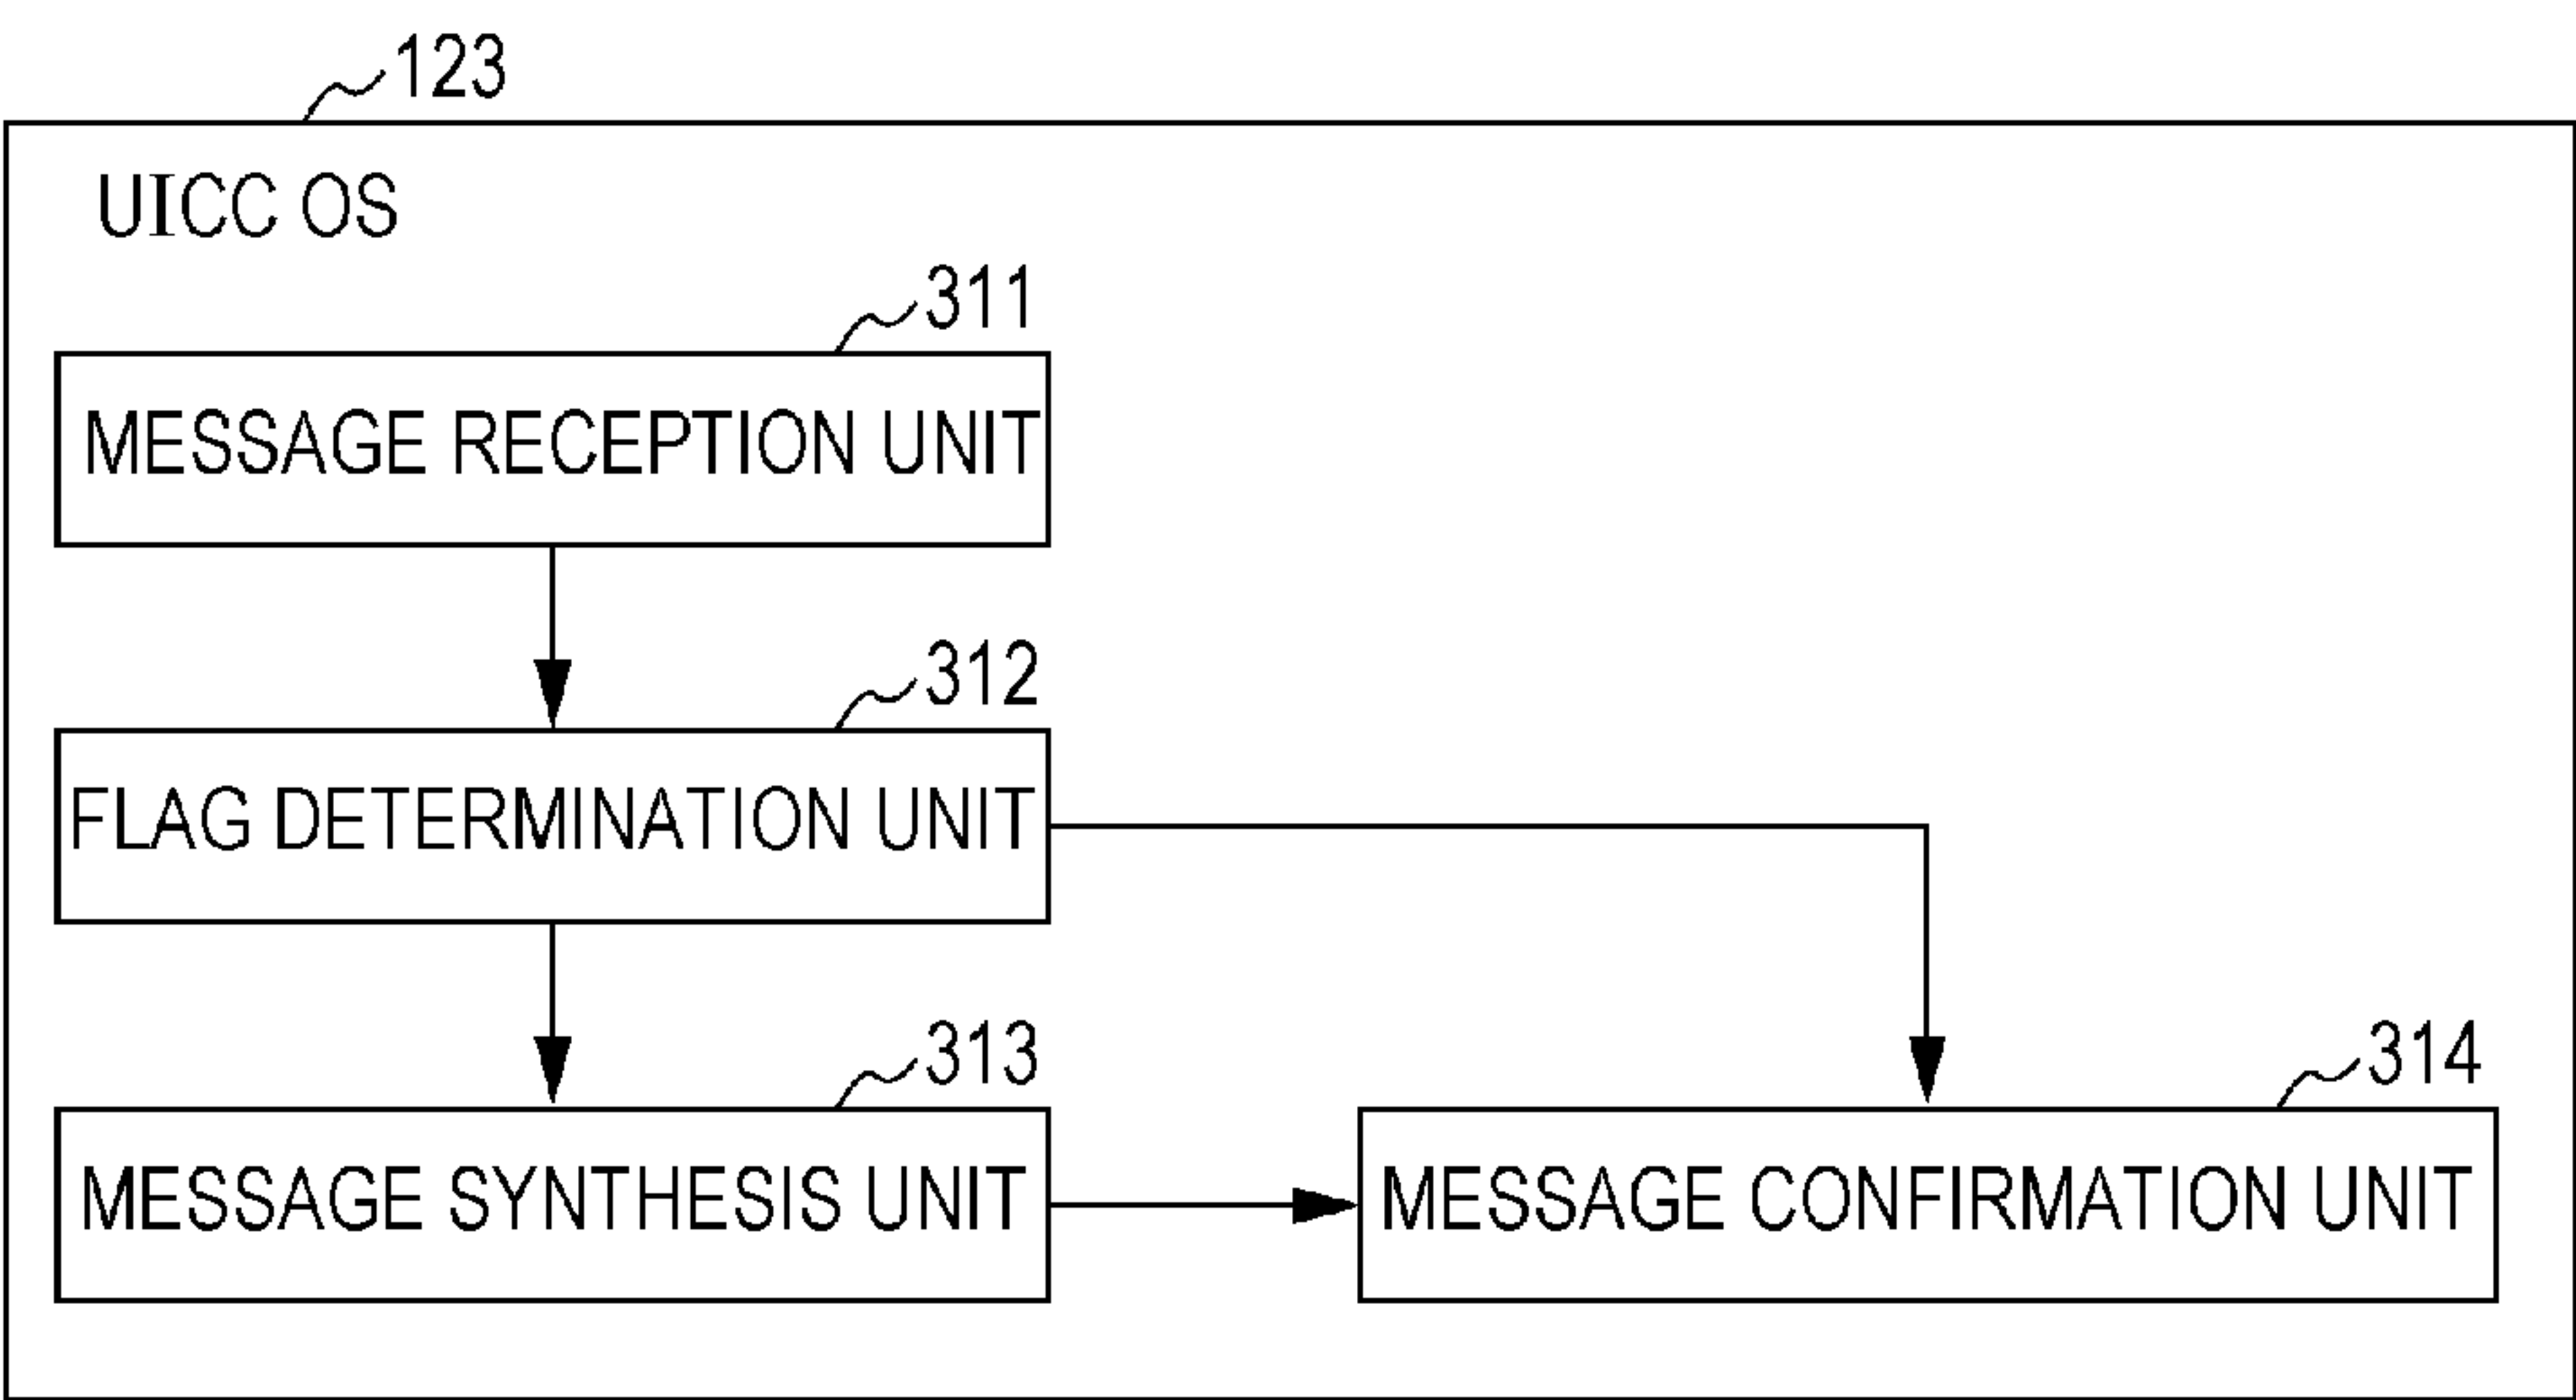 123
UICC OS
311
MESSAGE RECEPTION UNIT
312
FLAG DETERMINATION UNIT
313
MESSAGE SYNTHESIS UNIT
314
MESSAGE CONFIRMATION UNIT